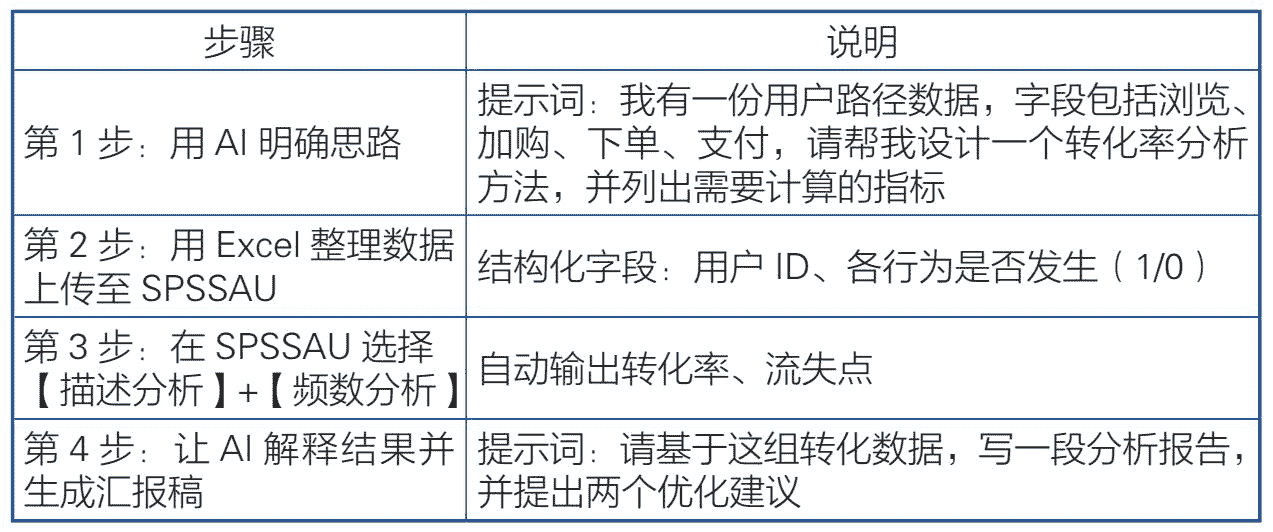 步骤
说明
第 1 步：用 AI 明确思路
提示词：我有一份用户路径数据，字段包括浏览、
加购、下单、支付，请帮我设计一个转化率分析
方法，并列出需要计算的指标
第 2 步：用 Excel 整理数据
上传至 SPSSAU
结构化字段：用户 ID、各行为是否发生（1/0）
第 3 步：在 SPSSAU 选择
【描述分析】+【频数分析】
自动输出转化率、流失点
第 4 步：让 AI 解释结果并
生成汇报稿
提示词：请基于这组转化数据，写一段分析报告，
并提出两个优化建议